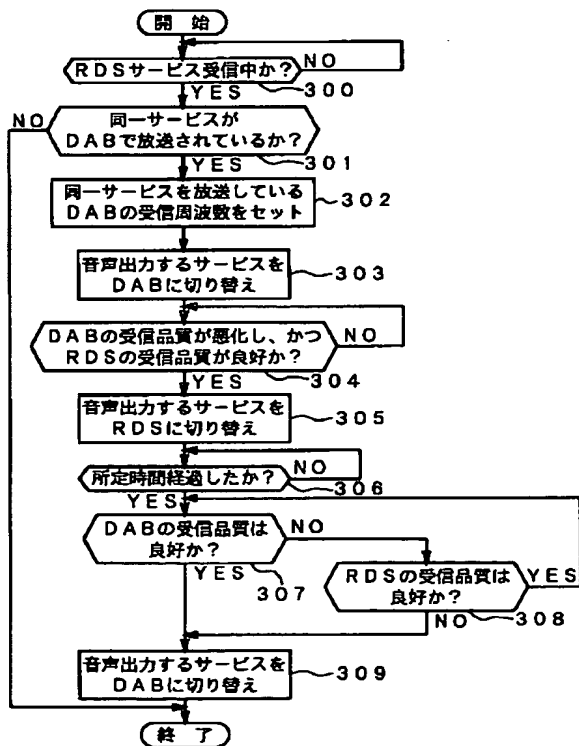 開 始
RDSサービス受信中か?
NO
YES
300
NO
同一サービスが
DABで放送されているか?
YES
301
同一サービスを放送している
DABの受信周波数をセット
302
音声出力するサービスを
DABに切り替え
303
DABの受信品質が悪化し、かつ
RDSの受信品質が良好か?
NO
YES
304
音声出力するサービスを
RDSに切り替え
305
所定時間経過したか?
NO
306
YES
DABの受信品質は
良好か?
NO
YES
307
RDSの受信品質は
良好か?
YES
NO
308
音声出力するサービスを
DABに切り替え
309
終 了